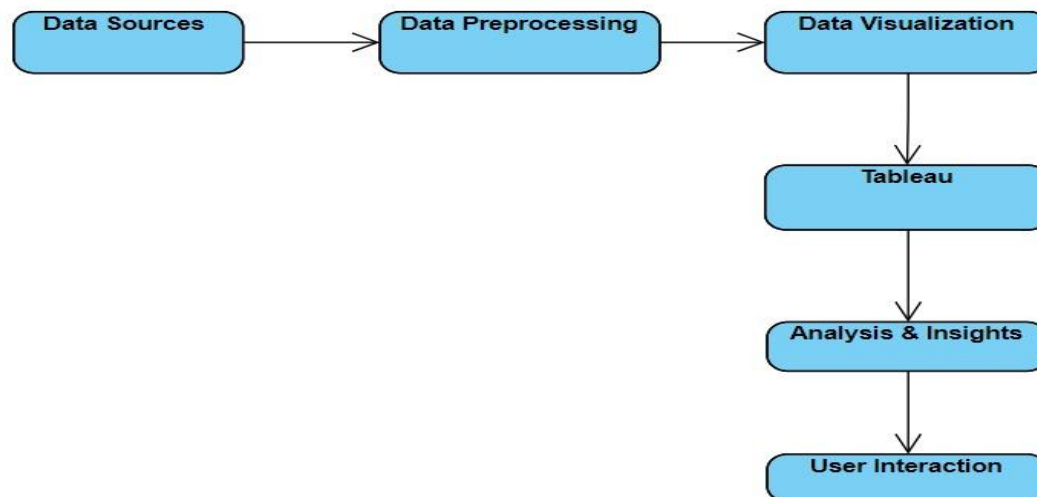 Data Sources
Data Preprocessing
Data Visualization
Tableau
Analysis & Insights
User Interaction